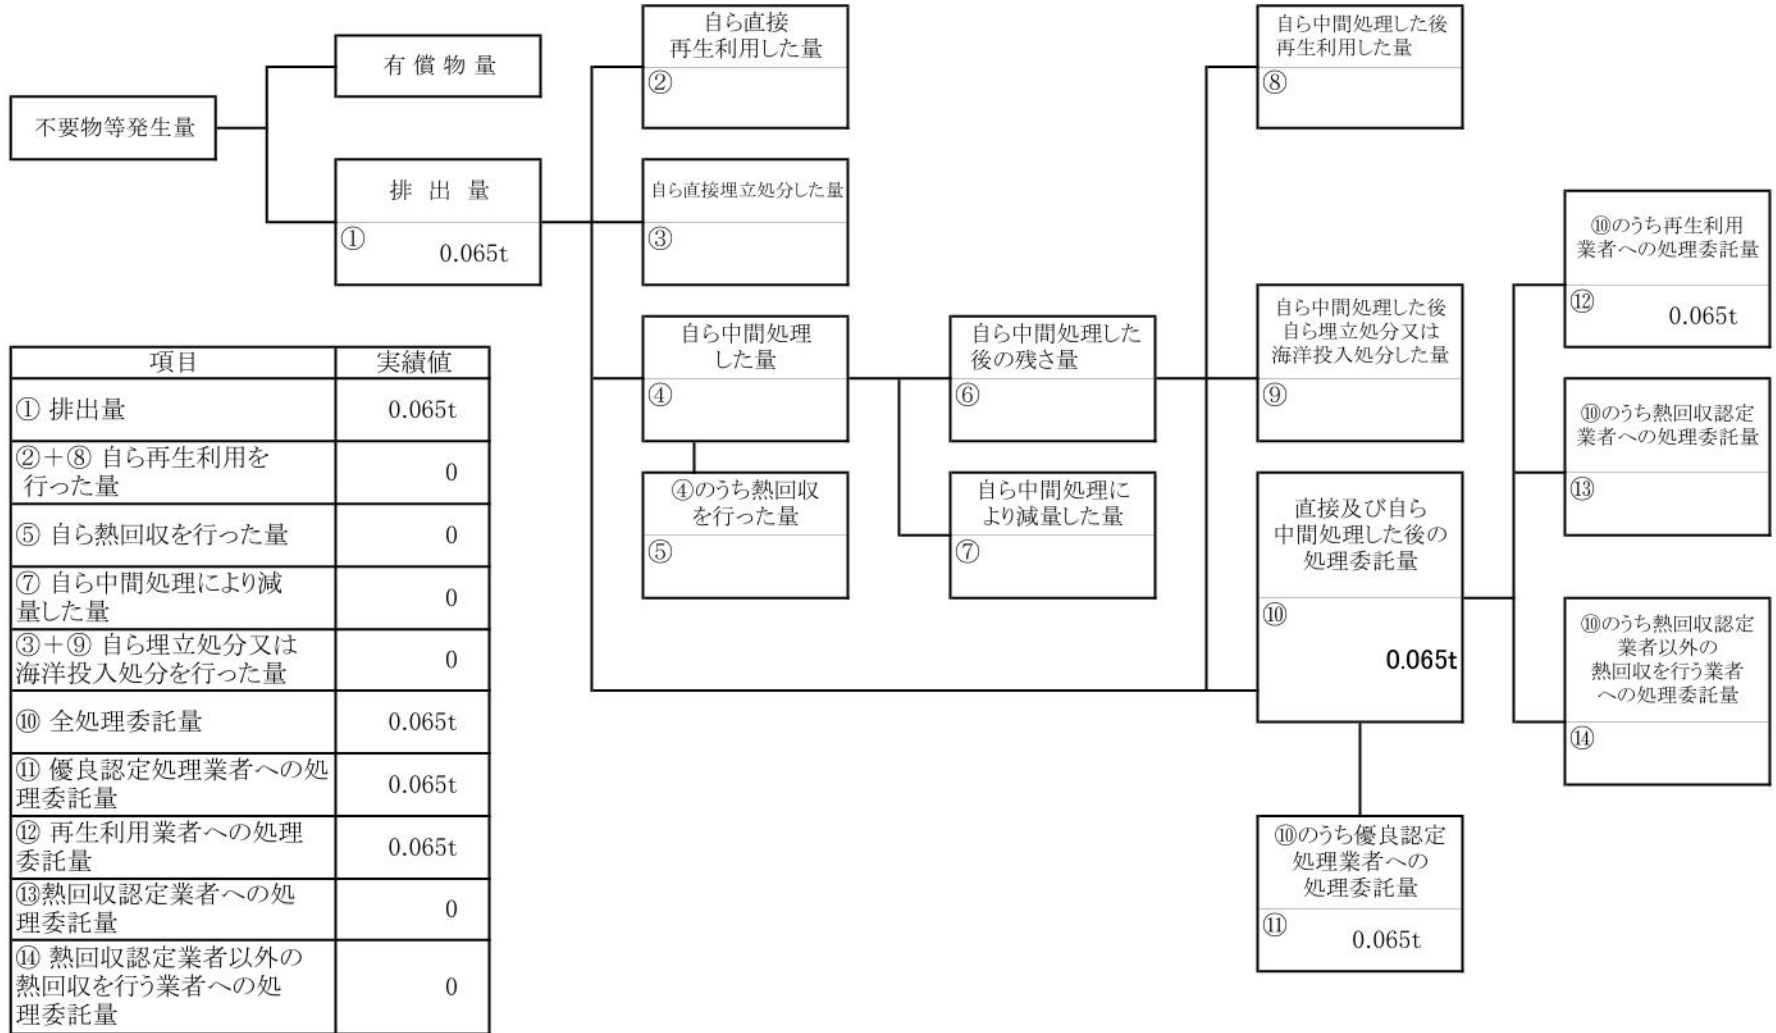 不要物等発生量
有償物量
排出量
①
0.065t
自ら直接
再生利用した量
②
自ら直接埋立処分した量
③
自ら中間処理
した量
④
④のうち熱回収
を行った量
⑤
自ら中間処理した
後の残さ量
⑥
自ら中間処理に
より減量した量
⑦
自ら中間処理した後
再生利用した量
⑧
自ら中間処理した後
自ら埋立処分又は
海洋投入処分した量
⑨
直接及び自ら
中間処理した後の
処理委託量
⑩
0.065t
⑩のうち優良認定
処理業者への
処理委託量
⑪
0.065t
⑩のうち再生利用
業者への処理委託量
⑫
0.065t
⑩のうち熱回収認定
業者への処理委託量
⑬
⑩のうち熱回収認定
業者以外の
熱回収を行う業者
への処理委託量
⑭
項目 実績値
① 排出量 0.065t
②＋⑧ 自ら再生利用を
行った量 0
⑤ 自ら熱回収を行った量 0
⑦ 自ら中間処理により減
量した量 0
③＋⑨ 自ら埋立処分又は
海洋投入処分を行った量 0
⑩ 全処理委託量 0.065t
⑪ 優良認定処理業者への処
理委託量 0.065t
⑫ 再生利用業者への処理
委託量 0.065t
⑬熱回収認定業者への処
理委託量 0
⑭ 熱回収認定業者以外の
熱回収を行う業者への処
理委託量 0